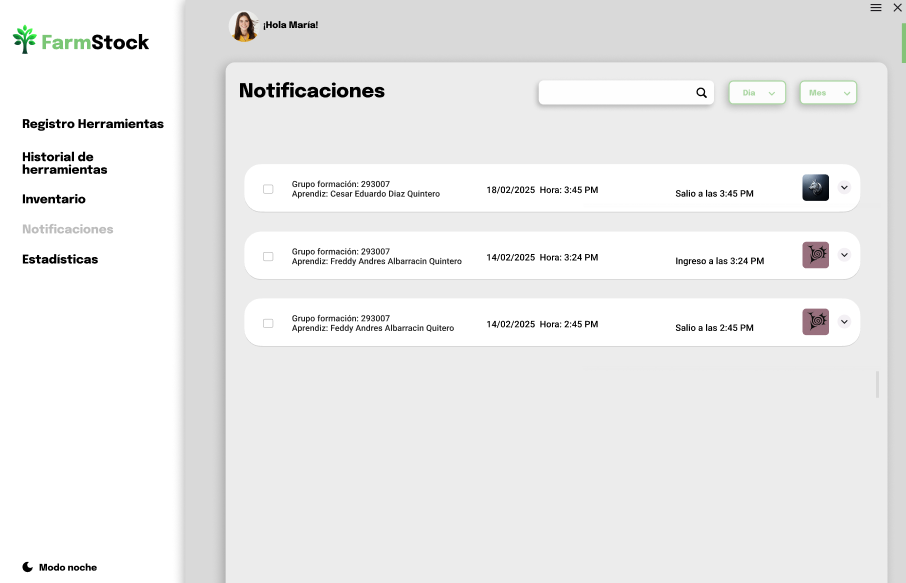 FarmStock
¡Hola María!
Notificaciones
Día
Mes
Registro Herramientas
Historial de
herramientas
Inventario
Notificaciones
Estadísticas
Grupo formación: 293007
Aprendiz: Cesar Eduardo Diaz Quintero
18/02/2025 Hora: 3:45 PM
Salio a las 3:45 PM
Grupo formación: 293007
Aprendiz: Freddy Andres Albarracin Quintero
14/02/2025 Hora: 3:24 PM
Ingreso a las 3:24 PM
Grupo formación: 293007
Aprendiz: Feddy Andres Albarracin Quitero
14/02/2025 Hora: 2:45 PM
Salio a las 2:45 PM
Modo noche